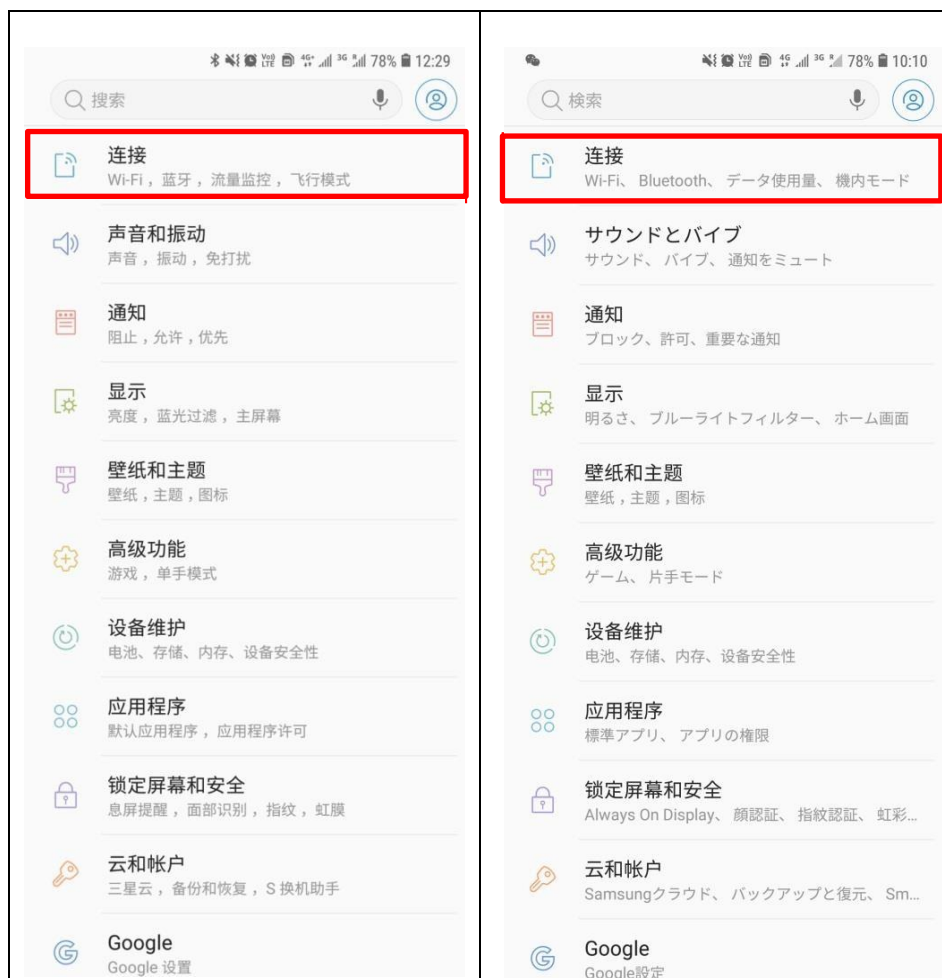 VoD LTE 4G+ 3G R 78% 12:29
搜索
连接
Wi-Fi ，蓝牙 ，流量监控 ，飞行模式
声音和振动
声音 ，振动 ，免打扰
通知
阻止 ，允许 ，优先
显示
亮度 ，蓝光过滤 ，主屏幕
壁纸和主题
壁纸 ，主题 ，图标
高级功能
游戏 ，单手模式
设备维护
电池、存储、内存、设备安全性
应用程序
默认应用程序 ，应用程序许可
锁定屏幕和安全
息屏提醒 ，面部识别 ，指纹 ，虹膜
云和帐户
三星云 ，备份和恢复 ，S 换机助手
Google
Google 设置
4G 3G 78% 10:10
検索
连接
Wi-Fi、 Bluetooth、 データ使用量、 機内モード
サウンドとバイブ
サウンド、 バイブ、 通知をミュート
通知
ブロック、許可、重要な通知
显示
明るさ、 ブルーライトフィルター、 ホーム画面
壁纸和主题
壁纸 ，主题 ，图标
高级功能
ゲーム、 片手モード
设备维护
电池、存储、内存、设备安全性
应用程序
標準アプリ、 アプリの権限
锁定屏幕和安全
Always On Display、 顔認証、 指紋認証、 虹彩...
云和帐户
Samsungクラウド、 バックアップと復元、 Sm...
Google
Google設定